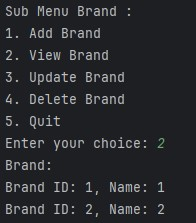 Sub Menu Brand :
1. Add Brand
2. View Brand
3. Update Brand
4. Delete Brand
5. Quit
Enter your choice: 2
Brand:
Brand ID: 1, Name: 1
Brand ID: 2, Name: 2